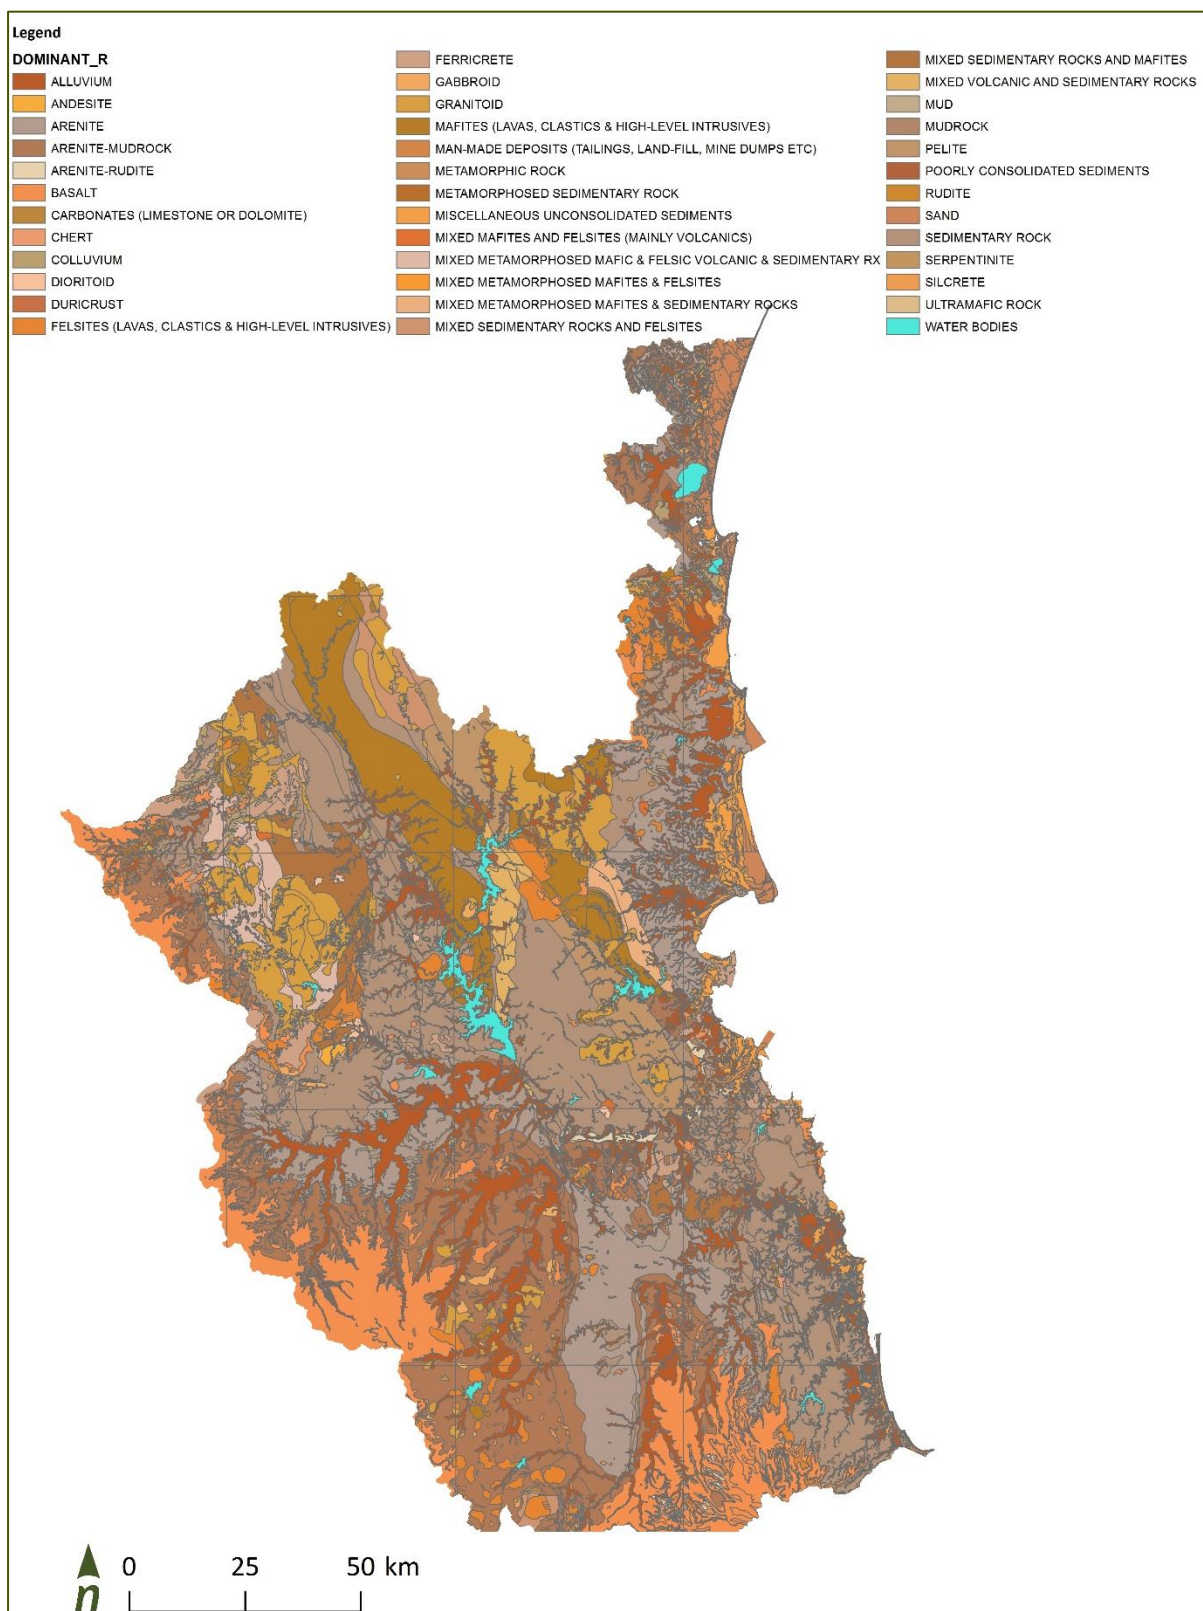 Legend
DOMINANT_R
ALLUVIUM
ANDESITE
ARENITE
ARENITE-MUDROCK
ARENITE-RUDITE
BASALT
CARBONATES (LIMESTONE OR DOLOMITE)
CHERT
COLLUVIUM
DIORITOID
DURICRUST
FELSITES (LAVAS, CLASTICS & HIGH-LEVEL INTRUSIVES)
FERRICRETE
GABBROID
GRANITOID
MAFITES (LAVAS, CLASTICS & HIGH-LEVEL INTRUSIVES)
MAN-MADE DEPOSITS (TAILINGS, LAND-FILL, MINE DUMPS ETC)
METAMORPHIC ROCK
METAMORPHOSED SEDIMENTARY ROCK
MISCELLANEOUS UNCONSOLIDATED SEDIMENTS
MIXED MAFITES AND FELSITES (MAINLY VOLCANICS)
MIXED METAMORPHOSED MAFIC & FELSIC VOLCANIC & SEDIMENTARY RX
MIXED METAMORPHOSED MAFITES & FELSITES
MIXED METAMORPHOSED MAFITES & SEDIMENTARY ROCKS
MIXED SEDIMENTARY ROCKS AND FELSITES
MIXED SEDIMENTARY ROCKS AND MAFITES
MIXED VOLCANIC AND SEDIMENTARY ROCKS
MUD
MUDROCK
PELITE
POORLY CONSOLIDATED SEDIMENTS
RUDITE
SAND
SEDIMENTARY ROCK
SERPENTINITE
SILCRETE
ULTRAMAFIC ROCK
WATER BODIES
0 25 50 km
n